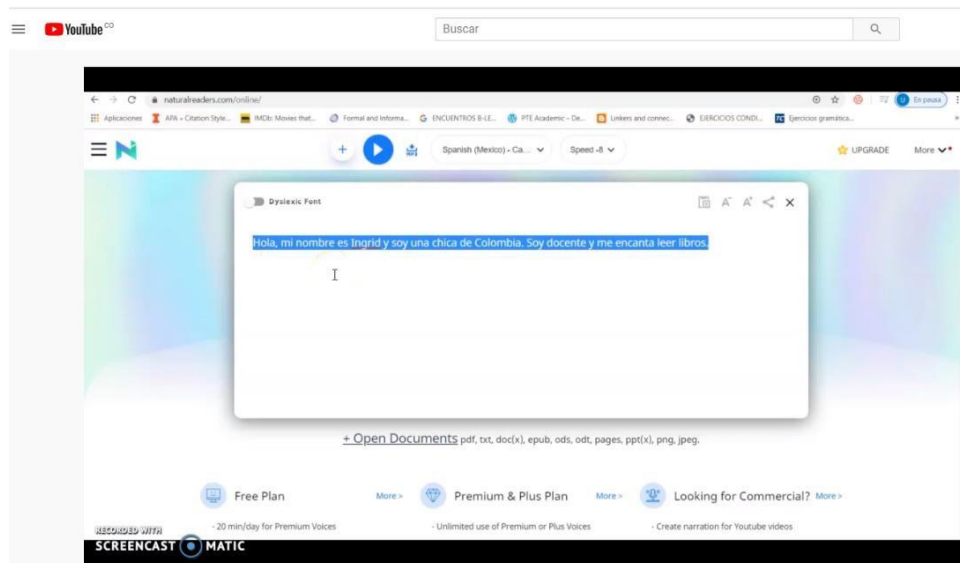 YouTube CO
Buscar
naturalreaders.com/online/
En pausa
Aplicaciones
APA - Citation Style...
IMDb: Movies that...
Formal and Informa...
ENCUENTROS B-LE...
PTE Academic - De...
Linkers and connec...
EJERCICIOS CONDI...
Ejercicios gramática...
Spanish (Mexico) - Ca...
Speed -8
UPGRADE
More
Dyslexic Font
Hola, mi nombre es Ingrid y soy una chica de Colombia. Soy docente y me encanta leer libros.
+ Open Documents pdf, txt, doc(x), epub, ods, odt, pages, ppt(x), png, jpeg.
Free Plan
More >
Premium & Plus Plan
More >
Looking for Commercial? More >
- 20 min/day for Premium Voices
- Unlimited use of Premium or Plus Voices
- Create narration for Youtube videos
RECORDED WITH
SCREENCAST MATIC